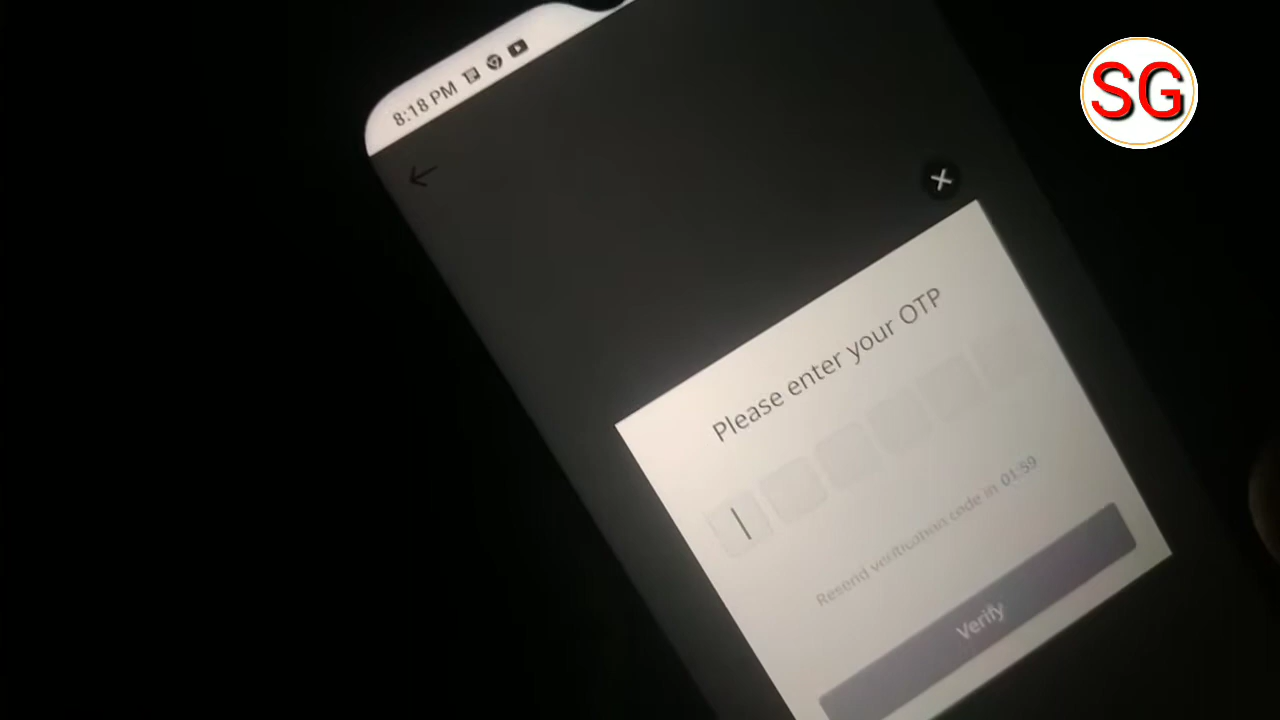 SG
8:18 PM
Please enter your OTP
Resend verification code in 01:59
Verify